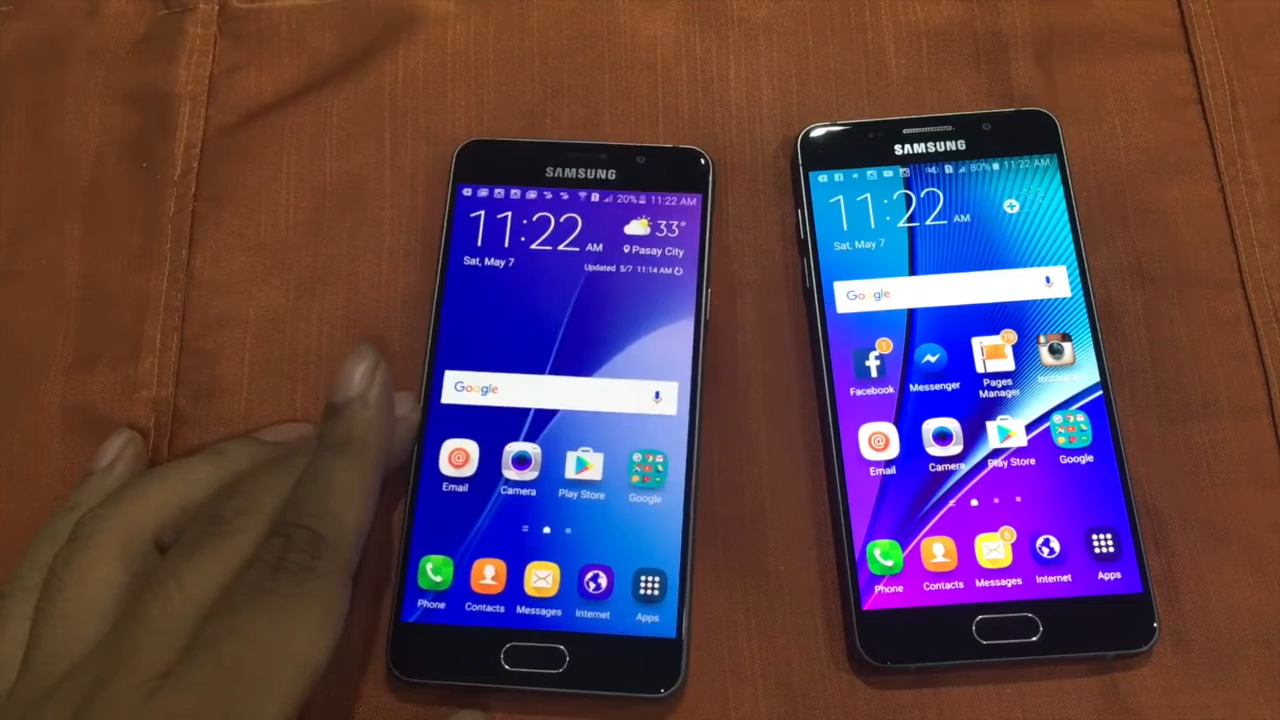 SAMSUNG
20% 11:22 AM
11:22 AM
33°
Pasay City
Sat, May 7
Updated 5/7 11:14 AM
Google
Email
Camera
Play Store
Google
Phone
Contacts
Messages
Internet
Apps
SAMSUNG
80% 11:22 AM
11:22 AM
Sat, May 7
Google
1
79
Facebook
Messenger
Pages
Manager
Email
Camera
Play Store
Google
6
Phone
Contacts
Messages
Internet
Apps